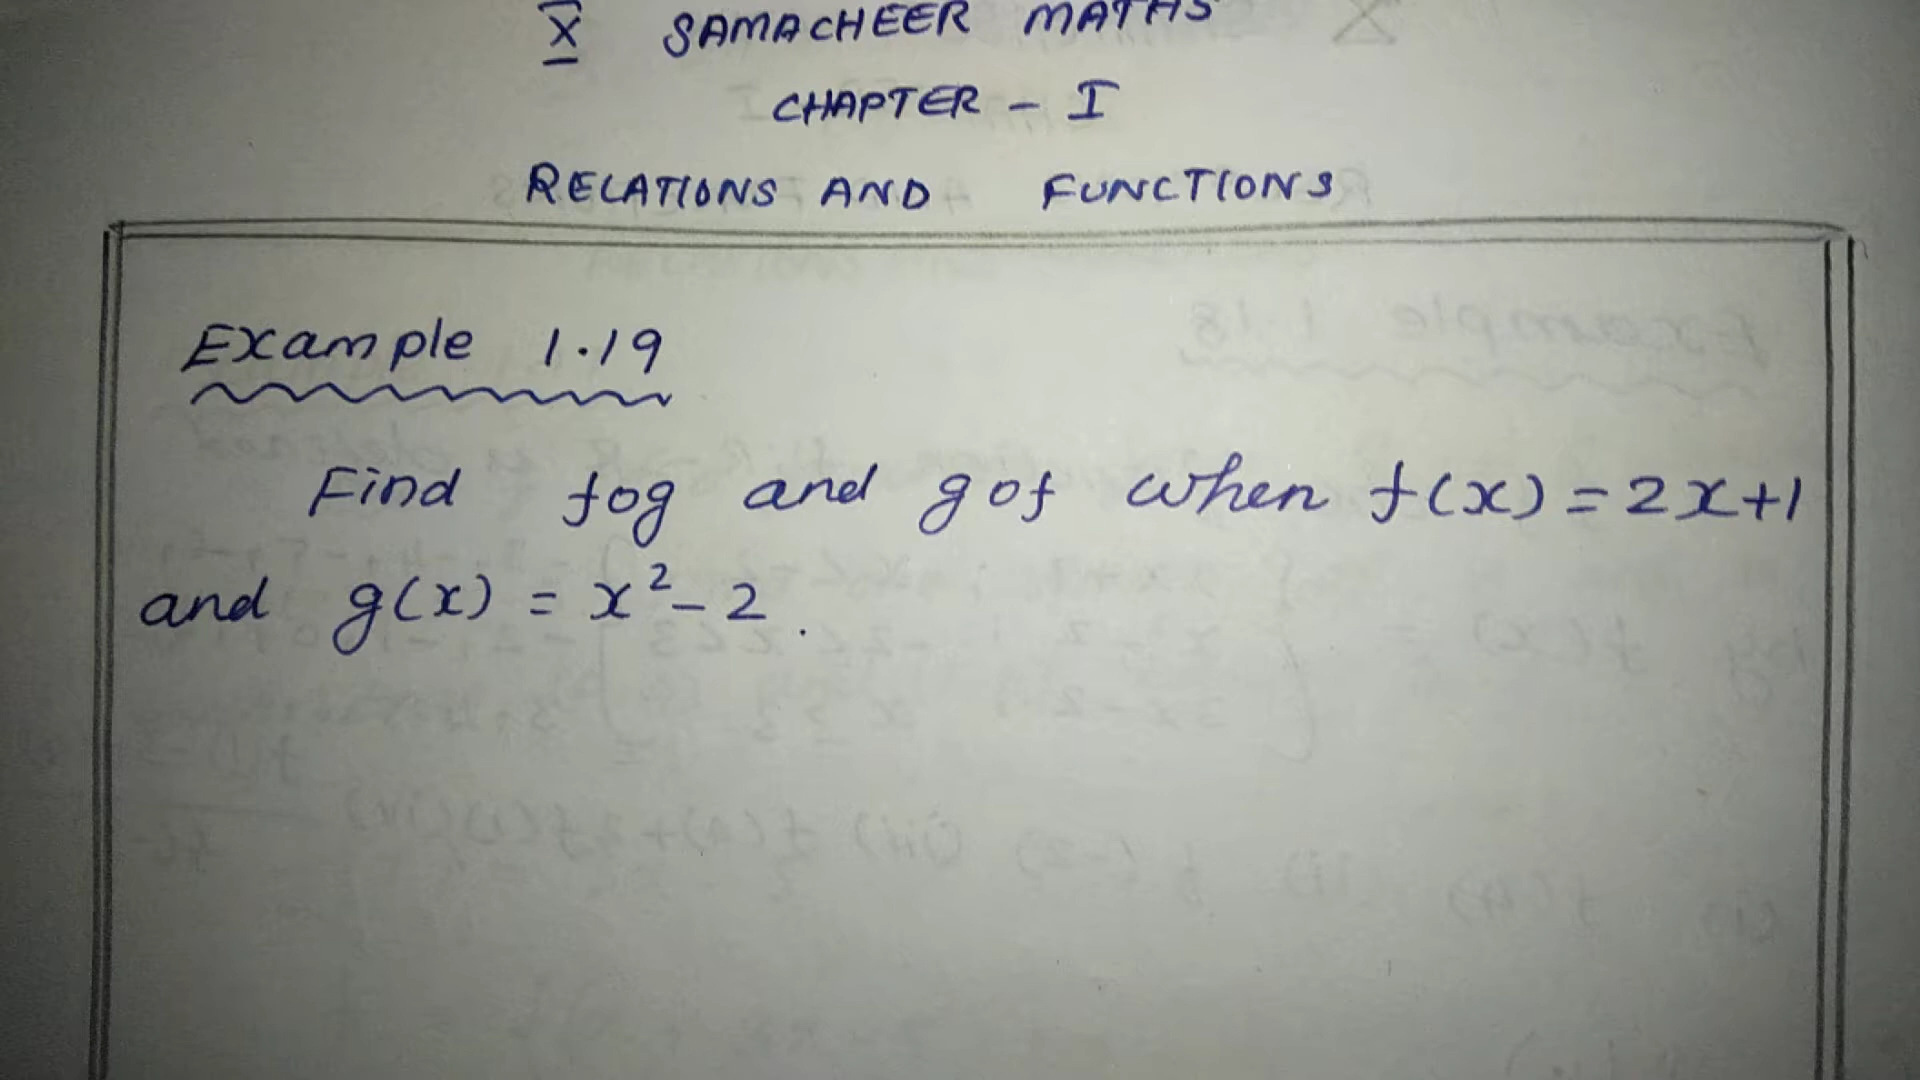 X SAMACHEER MATHS
CHAPTER - I
RELATIONS AND FUNCTIONS
Example 1.19
Find fog and gof when f(x) = 2x+1
and g(x) = x² - 2.